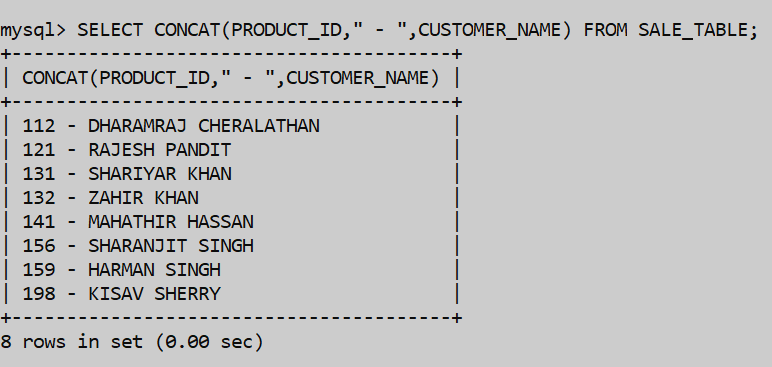 mysql> SELECT CONCAT(PRODUCT_ID," - ",CUSTOMER_NAME) FROM SALE_TABLE;
+----------------------------------------+
| CONCAT(PRODUCT_ID," - ",CUSTOMER_NAME) |
+----------------------------------------+
| 112 - DHARAMRAJ CHERALATHAN            |
| 121 - RAJESH PANDIT                    |
| 131 - SHARIYAR KHAN                    |
| 132 - ZAHIR KHAN                       |
| 141 - MAHATHIR HASSAN                  |
| 156 - SHARANJIT SINGH                  |
| 159 - HARMAN SINGH                     |
| 198 - KISAV SHERRY                     |
+----------------------------------------+
8 rows in set (0.00 sec)